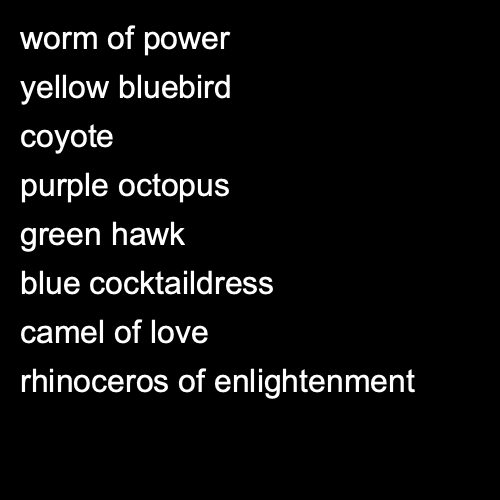 worm of power
yellow bluebird
coyote
purple octopus
green hawk
blue cocktaildress
camel of love
rhinoceros of enlightenment